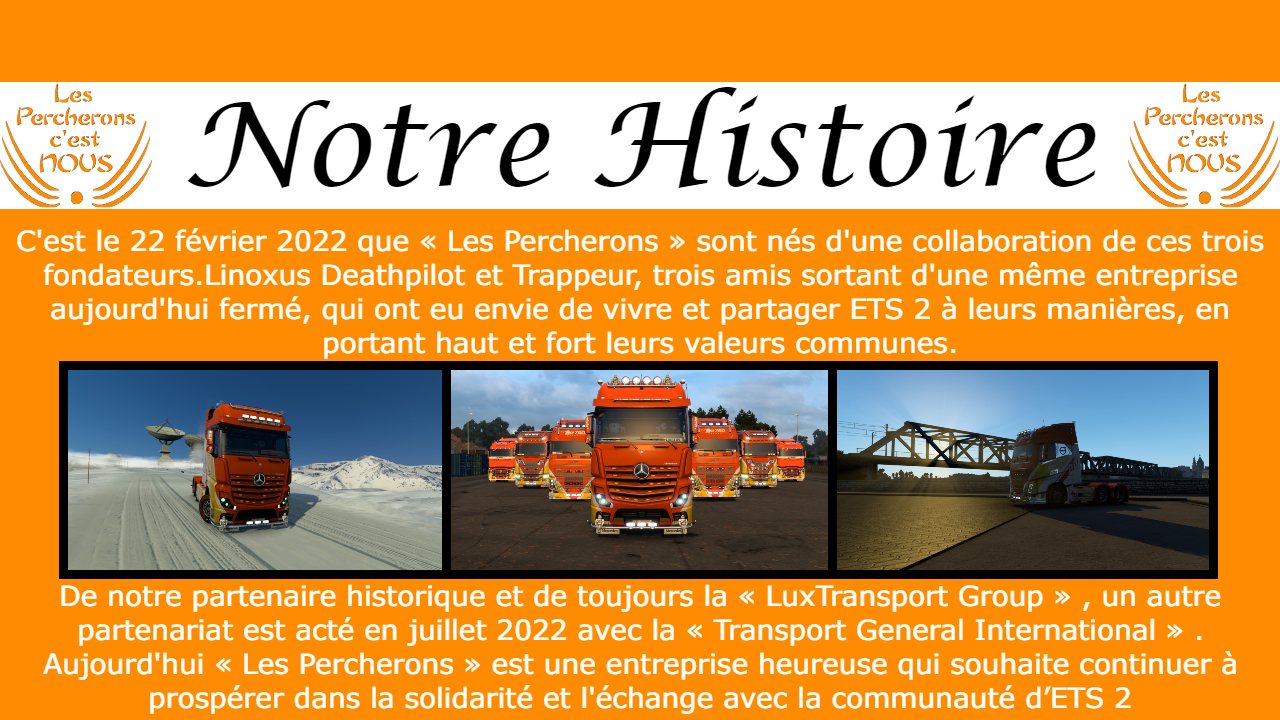 Les
Percherons
c'est
NOUS
Notre Histoire
Les
Percherons
c'est
NOUS
C'est le 22 février 2022 que « Les Percherons » sont nés d'une collaboration de ces trois
fondateurs.Linoxus Deathpilot et Trappeur, trois amis sortant d'une même entreprise
aujourd'hui fermé, qui ont eu envie de vivre et partager ETS 2 à leurs manières, en
portant haut et fort leurs valeurs communes.
De notre partenaire historique et de toujours la « LuxTransport Group » , un autre
partenariat est acté en juillet 2022 avec la « Transport General International » .
Aujourd'hui « Les Percherons » est une entreprise heureuse qui souhaite continuer à
prospérer dans la solidarité et l'échange avec la communauté d’ETS 2